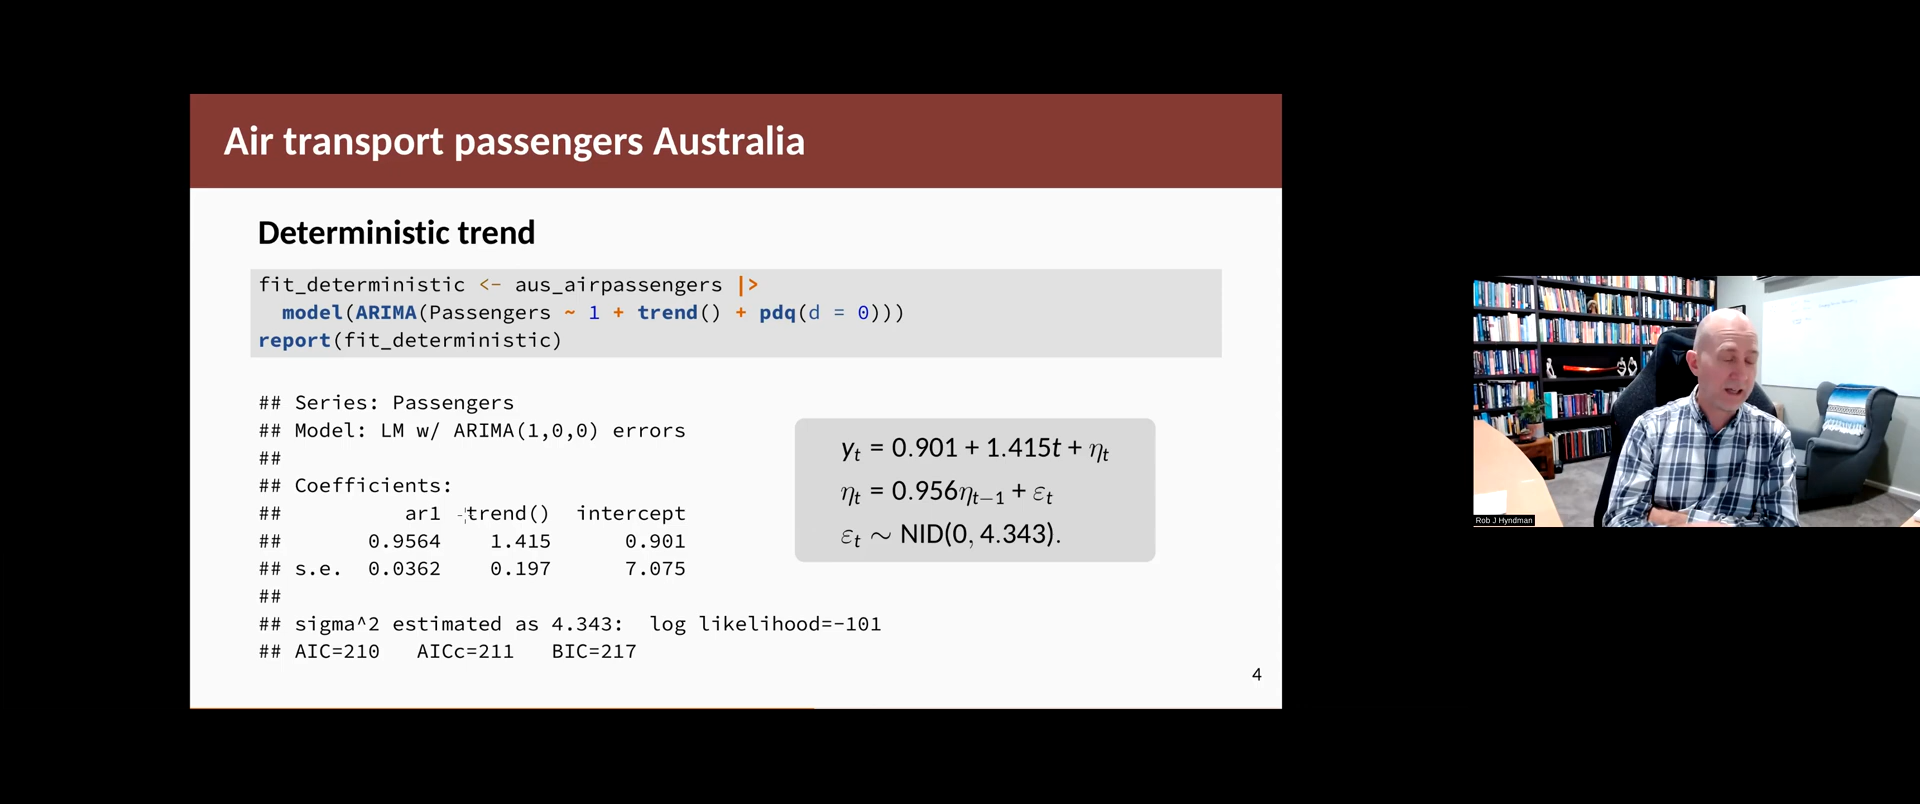 Air transport passengers Australia
Deterministic trend
fit_deterministic <- aus_airpassengers |>
  model(ARIMA(Passengers ~ 1 + trend() + pdq(d = 0)))
report(fit_deterministic)
## Series: Passengers
## Model: LM w/ ARIMA(1,0,0) errors
##
## Coefficients:
##          ar1  trend()  intercept
##       0.9564    1.415      0.901
## s.e.  0.0362    0.197      7.075
##
## sigma^2 estimated as 4.343:  log likelihood=-101
## AIC=210   AICc=211   BIC=217
yₜ = 0.901 + 1.415t + ηₜ
ηₜ = 0.956ηₜ₋₁ + εₜ
εₜ ∼ NID(0, 4.343).
4
Rob J Hyndman